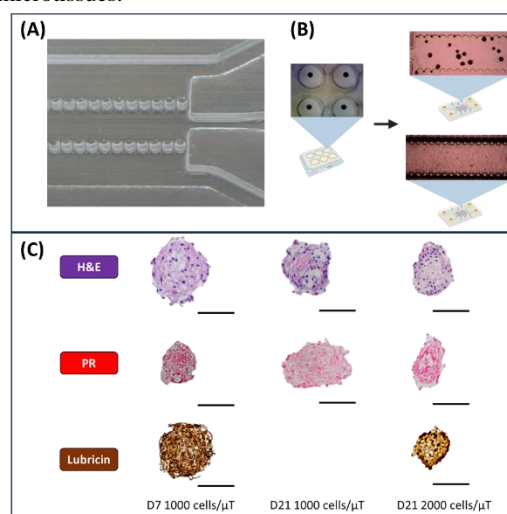 microtissues.
(A)
(B)
(C)
H&E
PR
Lubricin
D7 1000 cells/μT
D21 1000 cells/μT
D21 2000 cells/μT